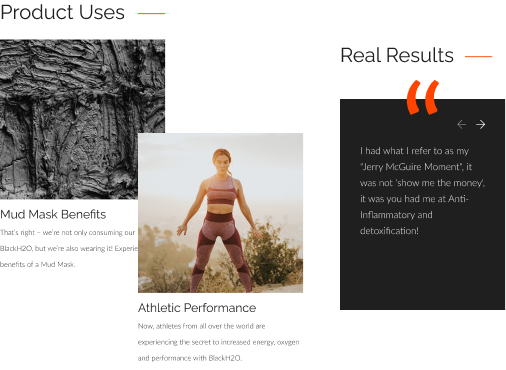 Product Uses
Mud Mask Benefits
That's right – we're not only consuming our
BlackH2O, but we're also wearing it! Experie
benefits of a Mud Mask.
Athletic Performance
Now, athletes from all over the world are
experiencing the secret to increased energy, oxygen
and performance with BlackH2O.
Real Results
“
← →
I had what I refer to as my
"Jerry McGuire Moment", it
was not 'show me the money',
it was you had me at Anti-
Inflammatory and
detoxification!